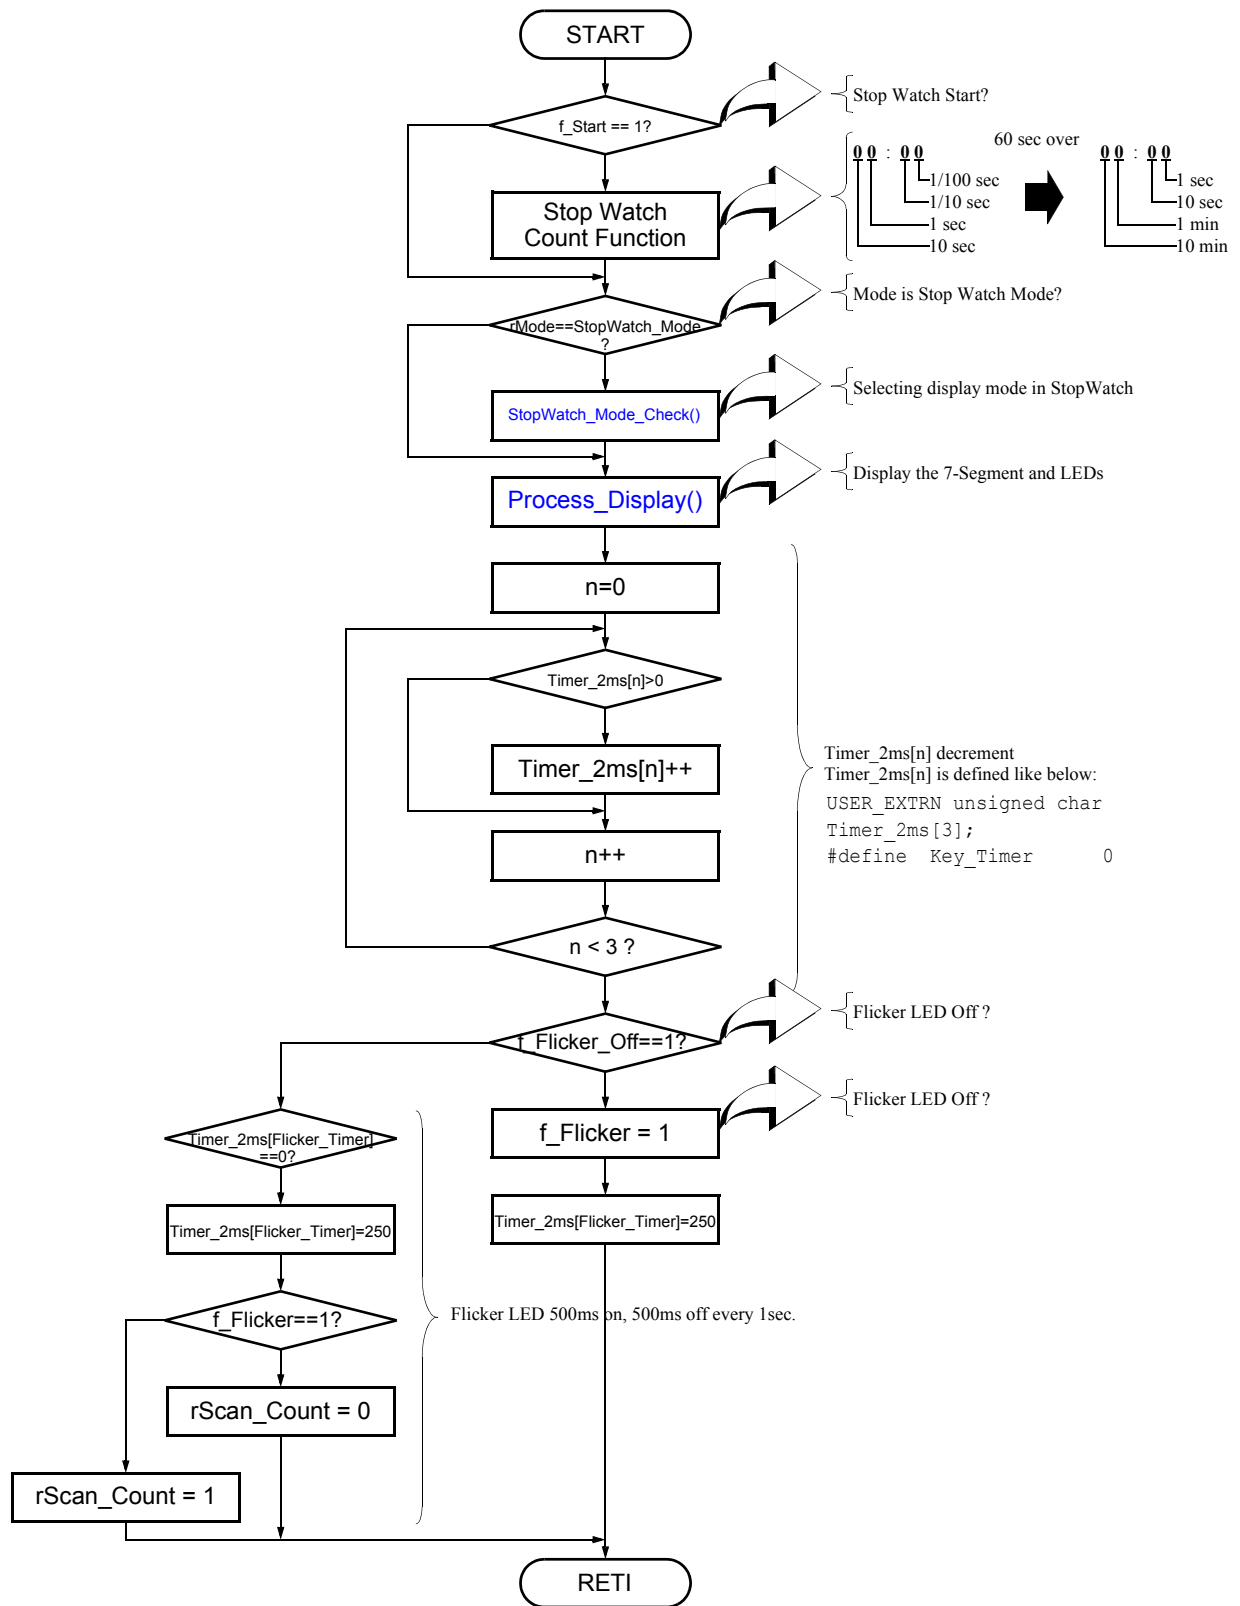 START
f_Start == 1?
Stop Watch Start?
Stop Watch
Count Function
0 0 : 0 0
1/100 sec
1/10 sec
1 sec
10 sec
60 sec over
0 0 : 0 0
1 sec
10 sec
1 min
10 min
rMode==StopWatch_Mode
?
Mode is Stop Watch Mode?
StopWatch_Mode_Check()
Selecting display mode in StopWatch
Process_Display()
Display the 7-Segment and LEDs
n=0
Timer_2ms[n]>0
Timer_2ms[n]++
n++
n < 3 ?
Timer_2ms[n] decrement
Timer_2ms[n] is defined like below:
USER_EXTRN unsigned char
Timer_2ms[3];
#define Key_Timer 0
f_Flicker_Off==1?
Flicker LED Off ?
f_Flicker = 1
Flicker LED Off ?
Timer_2ms[Flicker_Timer]=250
Timer_2ms[Flicker_Timer]
==0?
Timer_2ms[Flicker_Timer]=250
f_Flicker==1?
Flicker LED 500ms on, 500ms off every 1sec.
rScan_Count = 0
rScan_Count = 1
RETI